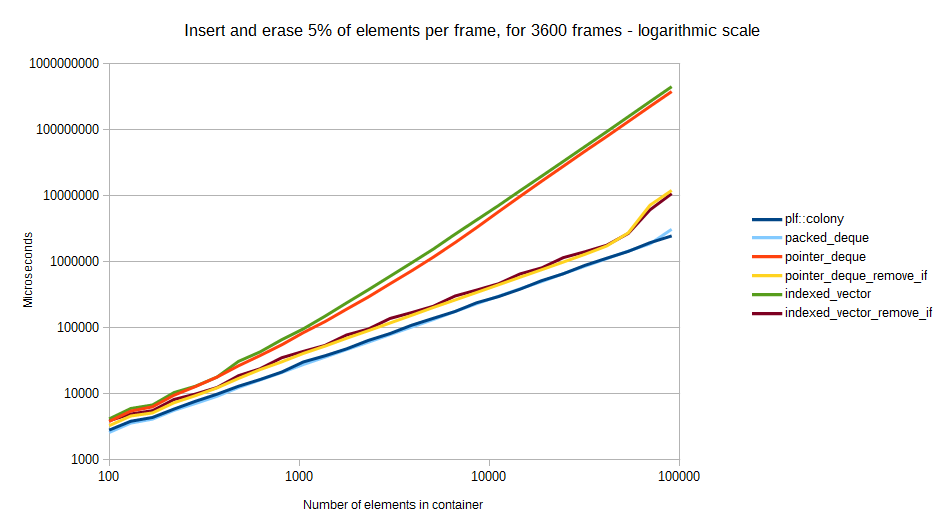 Insert and erase 5% of elements per frame, for 3600 frames - logarithmic scale
1000000000
100000000
10000000
1000000
100000
10000
1000
Microseconds
100
1000
10000
100000
Number of elements in container
plf::colony
packed_deque
pointer_deque
pointer_deque_remove_if
indexed_vector
indexed_vector_remove_if